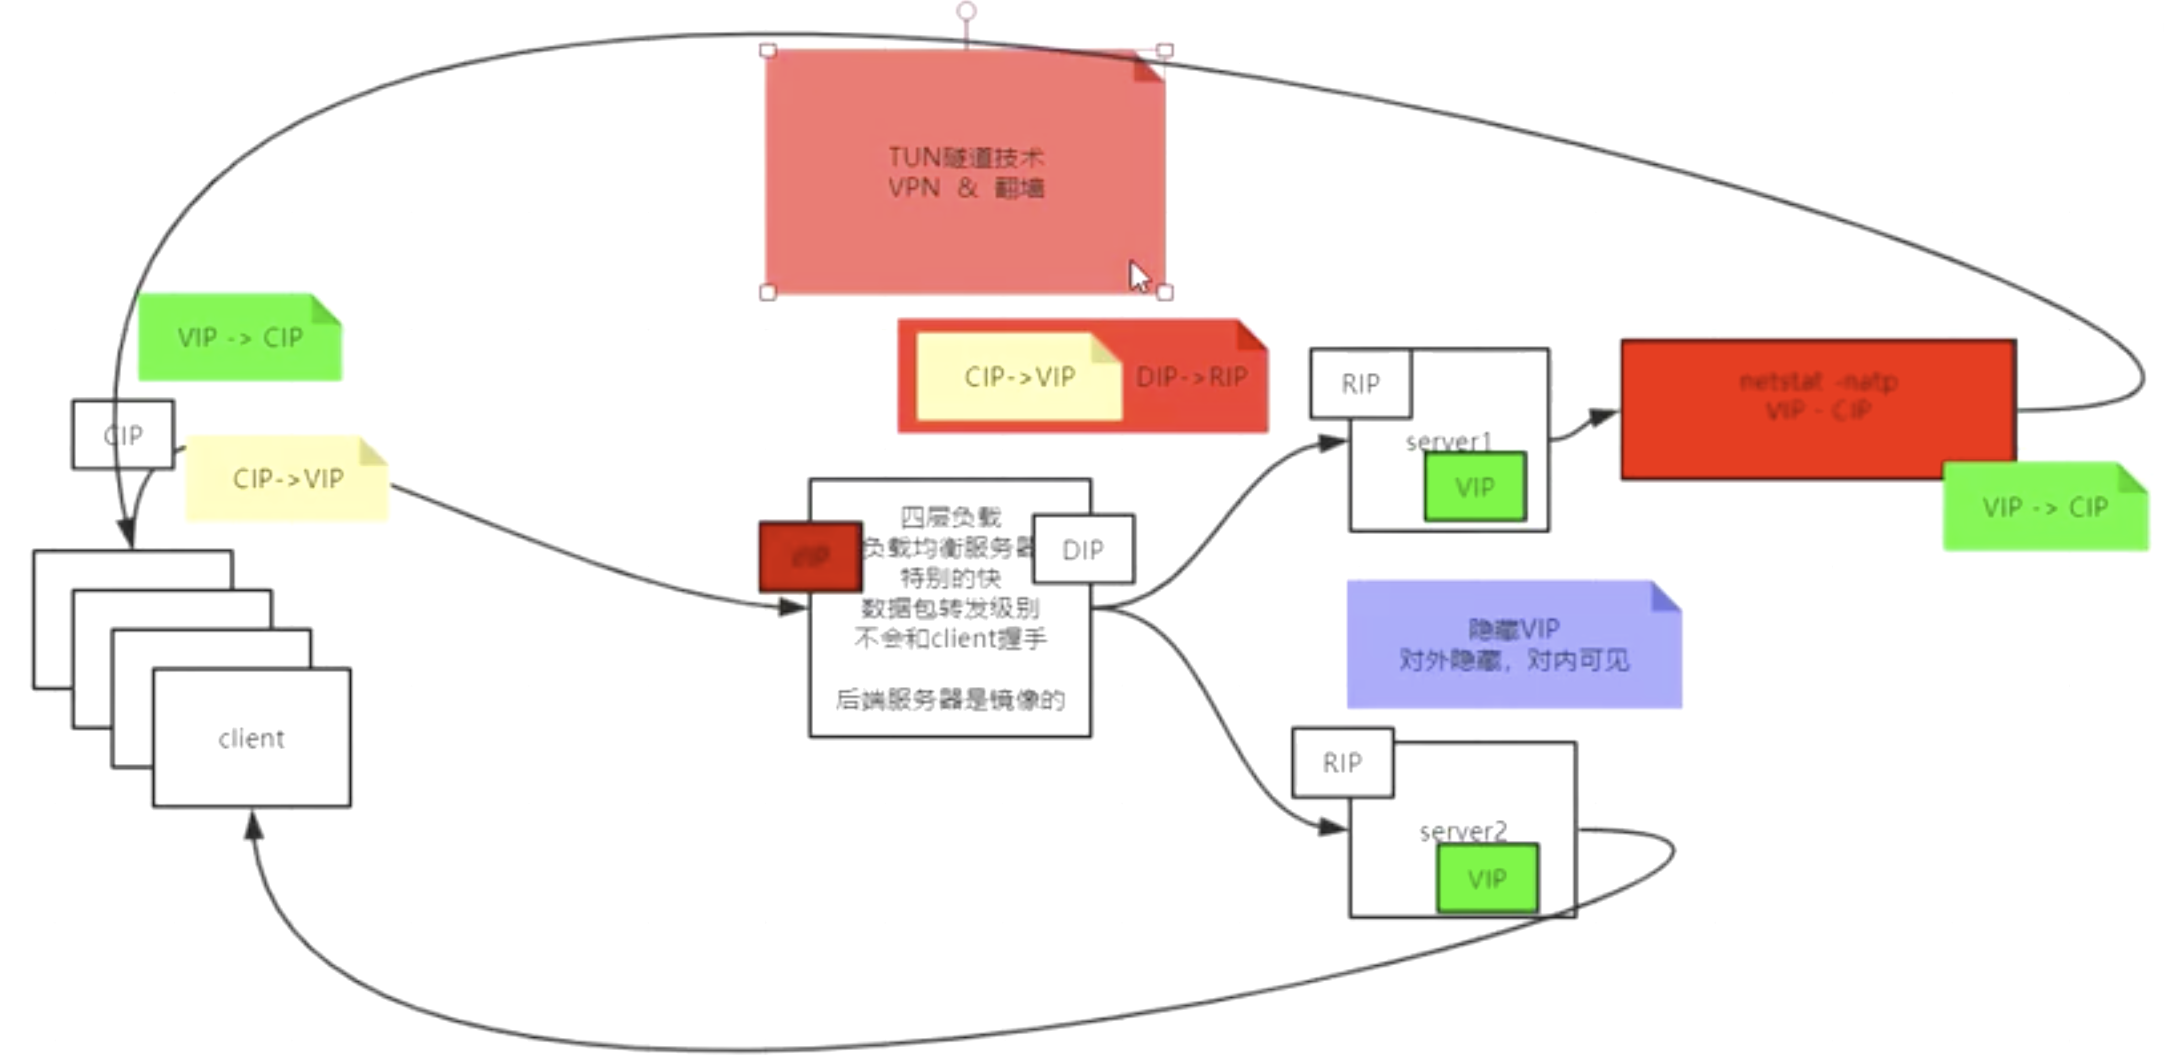 TUN隧道技术
VPN & 翻墙
VIP -> CIP
CIP->VIP
DIP->RIP
RIP
server1
VIP
netstat -natp
VIP - CIP
VIP -> CIP
CIP
CIP->VIP
四层负载
负载均衡服务器
特别的快
数据包转发级别
不会和client握手
后端服务器是镜像的
VIP
DIP
隐藏VIP
对外隐藏，对内可见
client
RIP
server2
VIP